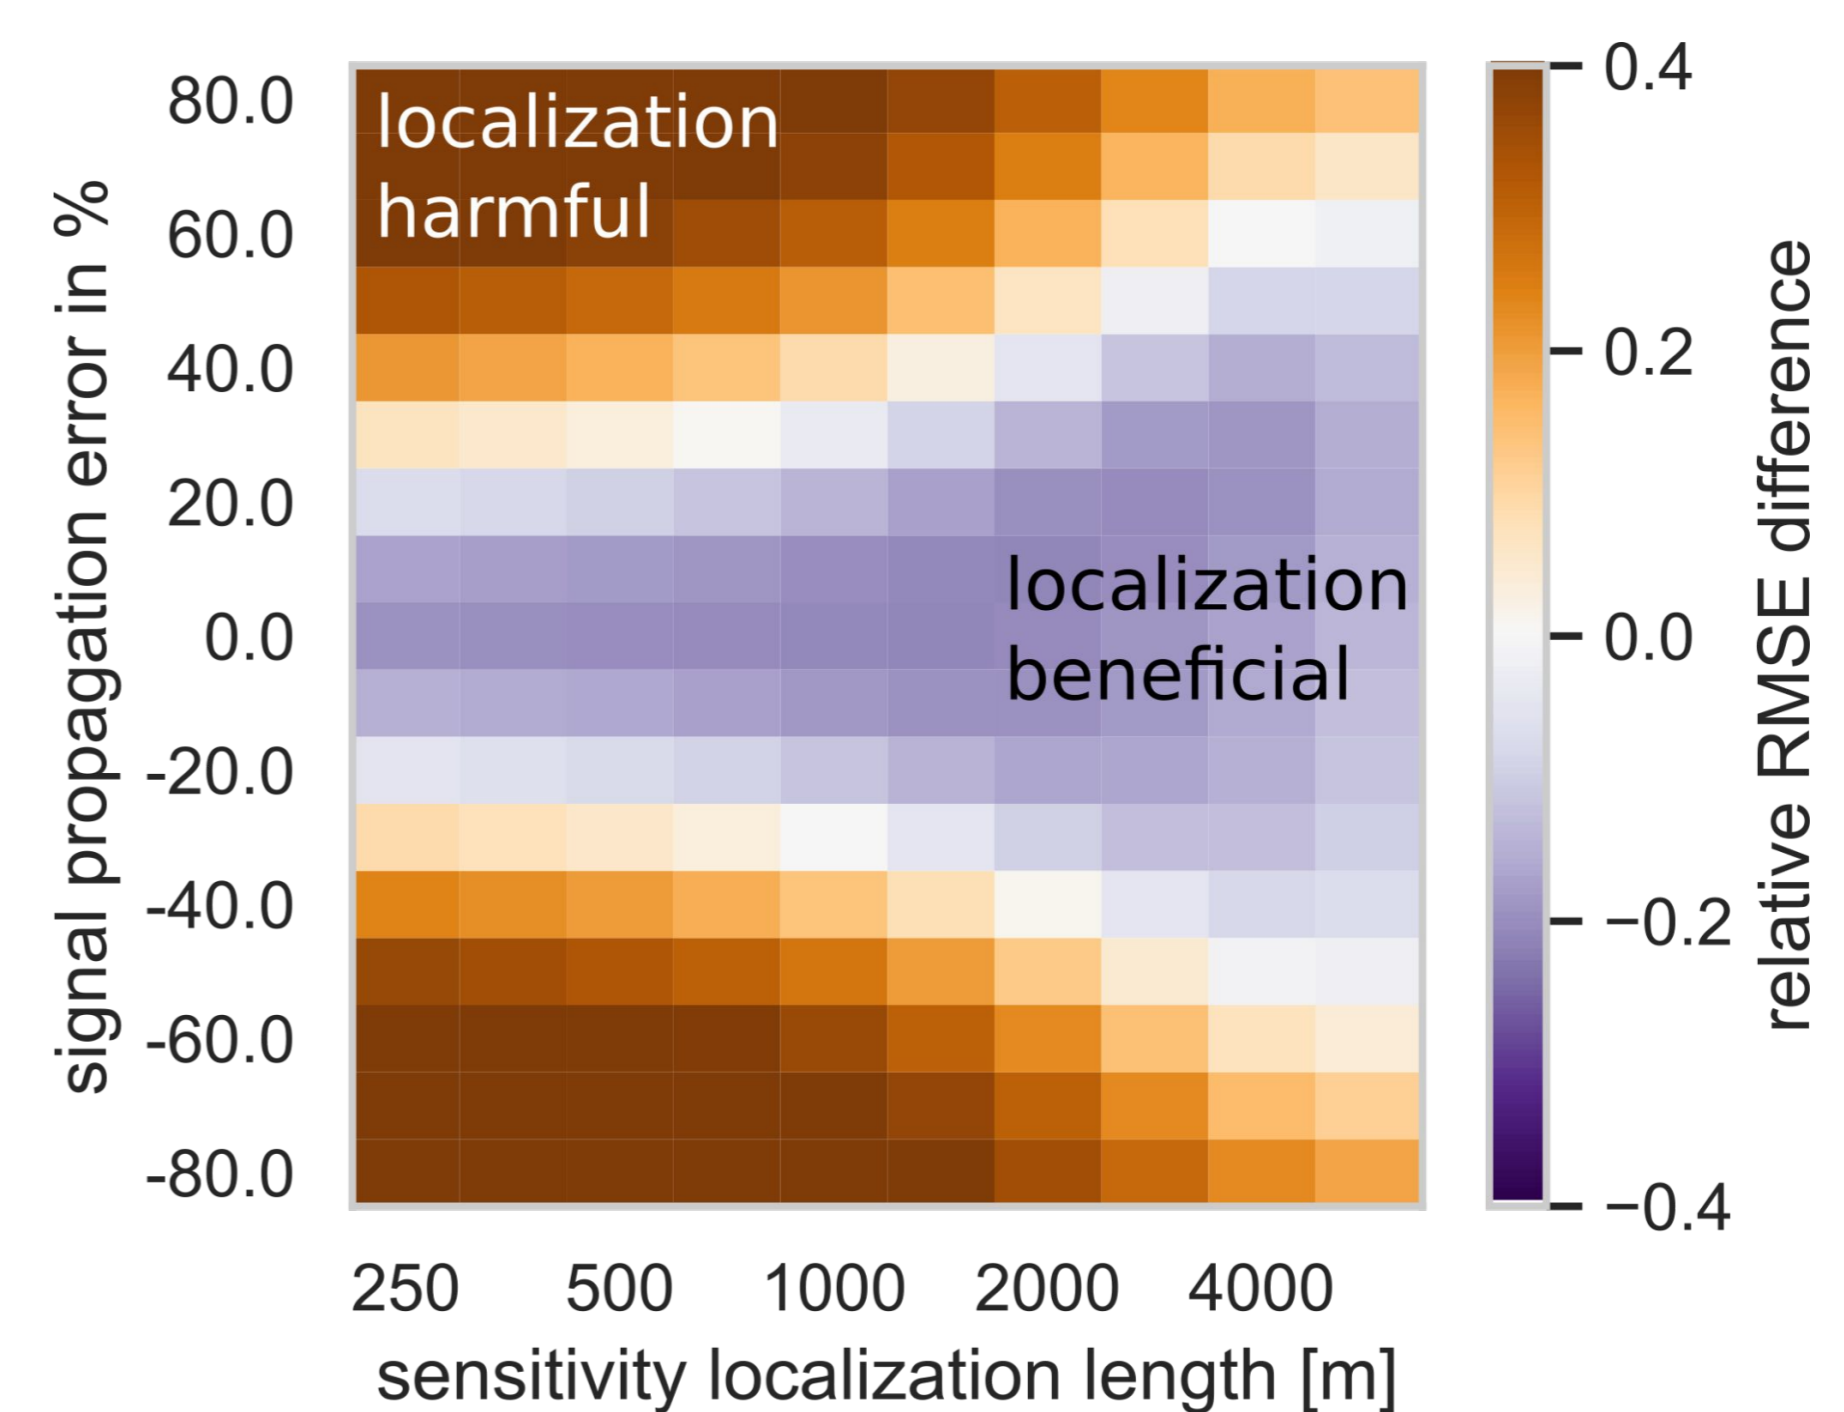 80.0
60.0
40.0
20.0
0.0
-20.0
-40.0
-60.0
-80.0
signal propagation error in %
localization
harmful
localization
beneficial
250 500 1000 2000 4000
sensitivity localization length [m]
0.4
0.2
0.0
−0.2
−0.4
relative RMSE difference